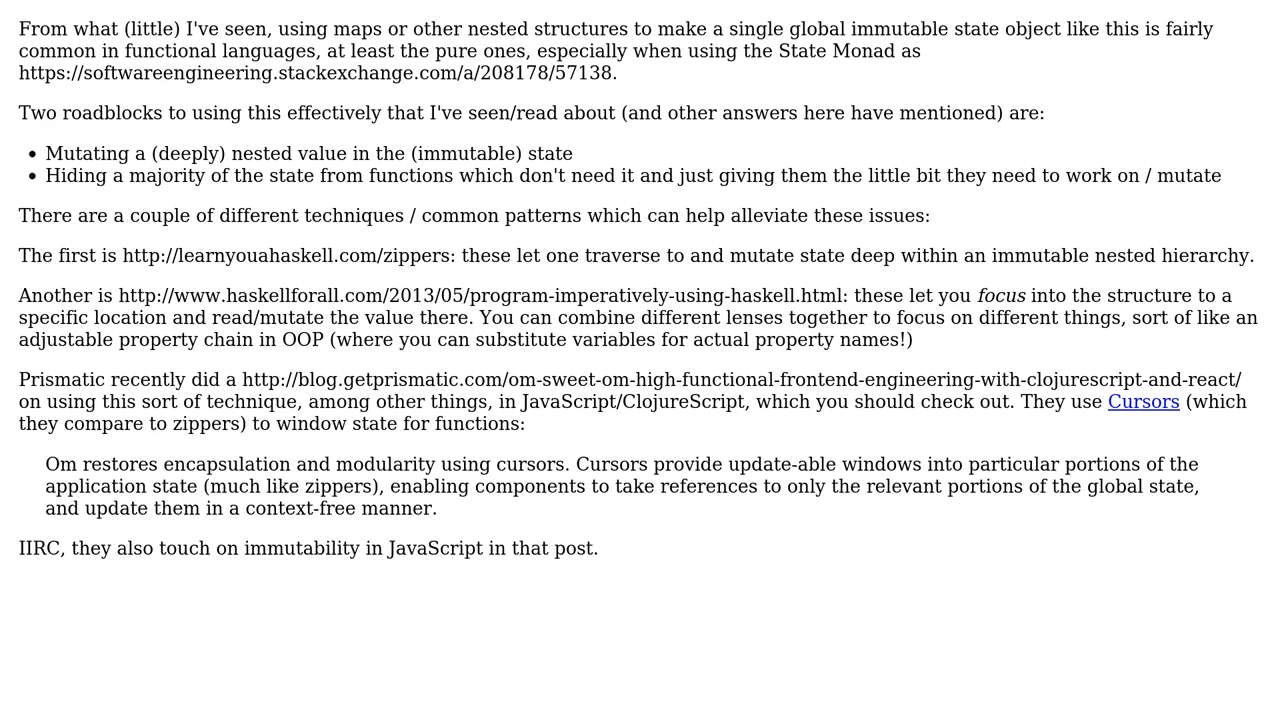 From what (little) I've seen, using maps or other nested structures to make a single global immutable state object like this is fairly
common in functional languages, at least the pure ones, especially when using the State Monad as
https://softwareengineering.stackexchange.com/a/208178/57138.
Two roadblocks to using this effectively that I've seen/read about (and other answers here have mentioned) are:
• Mutating a (deeply) nested value in the (immutable) state
• Hiding a majority of the state from functions which don't need it and just giving them the little bit they need to work on / mutate
There are a couple of different techniques / common patterns which can help alleviate these issues:
The first is http://learnyouahaskell.com/zippers: these let one traverse to and mutate state deep within an immutable nested hierarchy.
Another is http://www.haskellforall.com/2013/05/program-imperatively-using-haskell.html: these let you focus into the structure to a
specific location and read/mutate the value there. You can combine different lenses together to focus on different things, sort of like an
adjustable property chain in OOP (where you can substitute variables for actual property names!)
Prismatic recently did a http://blog.getprismatic.com/om-sweet-om-high-functional-frontend-engineering-with-clojurescript-and-react/
on using this sort of technique, among other things, in JavaScript/ClojureScript, which you should check out. They use Cursors (which
they compare to zippers) to window state for functions:
Om restores encapsulation and modularity using cursors. Cursors provide update-able windows into particular portions of the
application state (much like zippers), enabling components to take references to only the relevant portions of the global state,
and update them in a context-free manner.
IIRC, they also touch on immutability in JavaScript in that post.